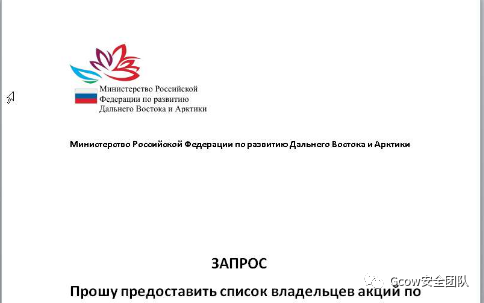 Министерство Российской
Федерации по развитию
Дальнего Востока и Арктики
Министерство Российской Федерации по развитию Дальнего Востока и Арктики
ЗАПРОС
Прошу предоставить список владельцев акций по
Gcow安全团队